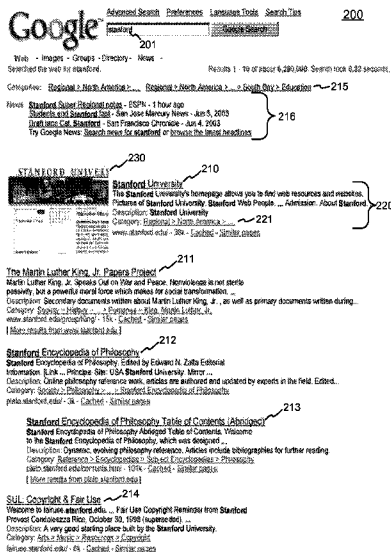 Google
Advanced Search Preferences Language Tools Search Tips
200
stanford
Google Search
201
Web - Images - Groups - Directory - News -
Searched the web for stanford.
Results 1 - 10 of about 6,290,000. Search took 0.32 seconds.
Categories: Regional > North America > ... Regional > North America > ... > South Bay > Education
215
News: Stanford Super Regional notes - ESPN - 1 hour ago
Students and Stanford fast - San Jose Mercury News - Jun 5, 2003
Draft late Cat. Stanford - San Francisco Chronicle - Jun 4, 2003
Try Google News: Search news for stanford or browse the latest headlines
216
230
STANFORD UNIVERS
210
Stanford University
The Stanford University's homepage allows you to find web resources and websites,
Pictures of Stanford University. Stanford Web People. ... Admission. About Stanford.
Description: Stanford University
Category: Regional > North America > ...
221
220
www.stanford.edu/ - 38k - Cached - Similar pages
211
The Martin Luther King, Jr. Papers Project
Martin Luther King, Jr. Speaks Out on War and Peace. Nonviolence is not sterile
passivity, but a powerful moral force which makes for social transformation. ...
Description: Secondary documents written about Martin Luther King, Jr., as well as primary documents written during...
Category: Society > History > ... > King, Martin Luther, Jr.
www.stanford.edu/group/King/ - 15k - Cached - Similar pages
[ More results from www.stanford.edu ]
212
Stanford Encyclopedia of Philosophy
Stanford Encyclopedia of Philosophy. Edited by Edward N. Zalta Editorial
Information [Link ... Principal Site: USA Stanford University. Mirror ...
Description: Online philosophy reference work, articles are authored and updated by experts in the field. Edited...
Category: Society > Philosophy > ... > Stanford Encyclopedia of Philosophy
plato.stanford.edu/ - 3k - Cached - Similar pages
213
Stanford Encyclopedia of Philosophy Table of Contents (Abridged)
Stanford Encyclopedia of Philosophy Abridged Table of Contents. Welcome
to the Stanford Encyclopedia of Philosophy, which was designed ...
Description: Dynamic, evolving philosophy reference. Articles include bibliographies for further reading.
Category: Reference > Encyclopedias > Subject Encyclopedias > Philosophy
plato.stanford.edu/contents.html - 101k - Cached - Similar pages
[ More results from plato.stanford.edu ]
214
SUL: Copyright & Fair Use
Welcome to fairuse.stanford.edu. ... Fair Use Copyright Reminder from Stanford
Provost Condoleezza Rice, October 30, 1998 (superseded). ...
Description: A very good starting place built by the Stanford University.
Category: Arts > Music > Resources > Copyright
fairuse.stanford.edu/ - 8k - Cached - Similar pages